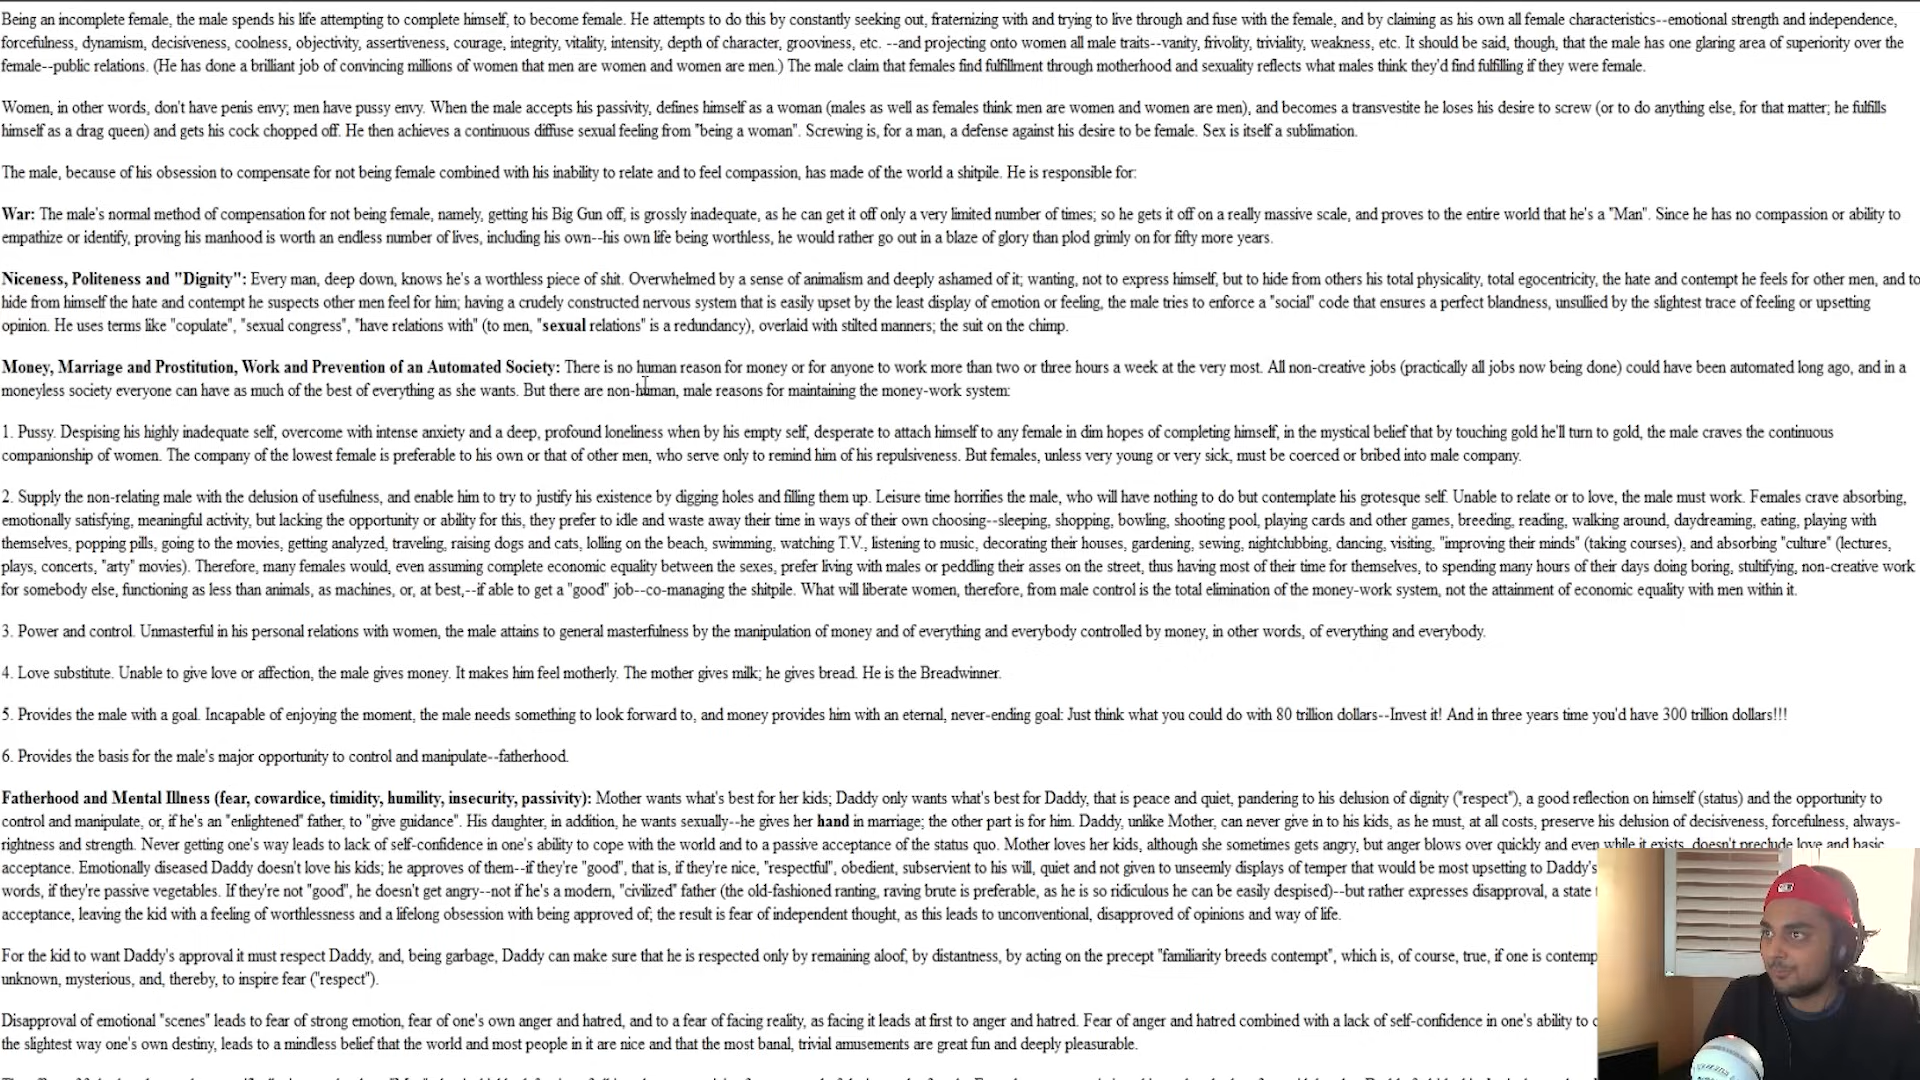 Being an incomplete female, the male spends his life attempting to complete himself, to become female. He attempts to do this by constantly seeking out, fraternizing with and trying to live through and fuse with the female, and by claiming as his own all female characteristics--emotional strength and independence,
forcefulness, dynamism, decisiveness, coolness, objectivity, assertiveness, courage, integrity, vitality, intensity, depth of character, grooviness, etc. --and projecting onto women all male traits--vanity, frivolity, triviality, weakness, etc. It should be said, though, that the male has one glaring area of superiority over the
female--public relations. (He has done a brilliant job of convincing millions of women that men are women and women are men.) The male claim that females find fulfillment through motherhood and sexuality reflects what males think they'd find fulfilling if they were female.
Women, in other words, don't have penis envy; men have pussy envy. When the male accepts his passivity, defines himself as a woman (males as well as females think men are women and women are men), and becomes a transvestite he loses his desire to screw (or to do anything else, for that matter; he fulfills
himself as a drag queen) and gets his cock chopped off. He then achieves a continuous diffuse sexual feeling from "being a woman". Screwing is, for a man, a defense against his desire to be female. Sex is itself a sublimation.
The male, because of his obsession to compensate for not being female combined with his inability to relate and to feel compassion, has made of the world a shitpile. He is responsible for:
War: The male's normal method of compensation for not being female, namely, getting his Big Gun off, is grossly inadequate, as he can get it off only a very limited number of times; so he gets it off on a really massive scale, and proves to the entire world that he's a "Man". Since he has no compassion or ability to
empathize or identify, proving his manhood is worth an endless number of lives, including his own--his own life being worthless, he would rather go out in a blaze of glory than plod grimly on for fifty more years.
Niceness, Politeness and "Dignity": Every man, deep down, knows he's a worthless piece of shit. Overwhelmed by a sense of animalism and deeply ashamed of it; wanting, not to express himself, but to hide from others his total physicality, total egocentricity, the hate and contempt he feels for other men, and to
hide from himself the hate and contempt he suspects other men feel for him; having a crudely constructed nervous system that is easily upset by the least display of emotion or feeling, the male tries to enforce a "social" code that ensures a perfect blandness, unsullied by the slightest trace of feeling or upsetting
opinion. He uses terms like "copulate", "sexual congress", "have relations with" (to men, "sexual relations" is a redundancy), overlaid with stilted manners; the suit on the chimp.
Money, Marriage and Prostitution, Work and Prevention of an Automated Society: There is no human reason for money or for anyone to work more than two or three hours a week at the very most. All non-creative jobs (practically all jobs now being done) could have been automated long ago, and in a
moneyless society everyone can have as much of the best of everything as she wants. But there are non-human, male reasons for maintaining the money-work system:
1. Pussy. Despising his highly inadequate self, overcome with intense anxiety and a deep, profound loneliness when by his empty self, desperate to attach himself to any female in dim hopes of completing himself, in the mystical belief that by touching gold he'll turn to gold, the male craves the continuous
companionship of women. The company of the lowest female is preferable to his own or that of other men, who serve only to remind him of his repulsiveness. But females, unless very young or very sick, must be coerced or bribed into male company.
2. Supply the non-relating male with the delusion of usefulness, and enable him to try to justify his existence by digging holes and filling them up. Leisure time horrifies the male, who will have nothing to do but contemplate his grotesque self. Unable to relate or to love, the male must work. Females crave absorbing,
emotionally satisfying, meaningful activity, but lacking the opportunity or ability for this, they prefer to idle and waste away their time in ways of their own choosing--sleeping, shopping, bowling, shooting pool, playing cards and other games, breeding, reading, walking around, daydreaming, eating, playing with
themselves, popping pills, going to the movies, getting analyzed, traveling, raising dogs and cats, lolling on the beach, swimming, watching T.V., listening to music, decorating their houses, gardening, sewing, nightclubbing, dancing, visiting, "improving their minds" (taking courses), and absorbing "culture" (lectures,
plays, concerts, "arty" movies). Therefore, many females would, even assuming complete economic equality between the sexes, prefer living with males or peddling their asses on the street, thus having most of their time for themselves, to spending many hours of their days doing boring, stultifying, non-creative work
for somebody else, functioning as less than animals, as machines, or, at best,--if able to get a "good" job--co-managing the shitpile. What will liberate women, therefore, from male control is the total elimination of the money-work system, not the attainment of economic equality with men within it.
3. Power and control. Unmasterful in his personal relations with women, the male attains to general masterfulness by the manipulation of money and of everything and everybody controlled by money, in other words, of everything and everybody.
4. Love substitute. Unable to give love or affection, the male gives money. It makes him feel motherly. The mother gives milk; he gives bread. He is the Breadwinner.
5. Provides the male with a goal. Incapable of enjoying the moment, the male needs something to look forward to, and money provides him with an eternal, never-ending goal: Just think what you could do with 80 trillion dollars--Invest it! And in three years time you'd have 300 trillion dollars!!!
6. Provides the basis for the male's major opportunity to control and manipulate--fatherhood.
Fatherhood and Mental Illness (fear, cowardice, timidity, humility, insecurity, passivity): Mother wants what's best for her kids; Daddy only wants what's best for Daddy, that is peace and quiet, pandering to his delusion of dignity ("respect"), a good reflection on himself (status) and the opportunity to
control and manipulate, or, if he's an "enlightened" father, to "give guidance". His daughter, in addition, he wants sexually--he gives her hand in marriage; the other part is for him. Daddy, unlike Mother, can never give in to his kids, as he must, at all costs, preserve his delusion of decisiveness, forcefulness, always-
rightness and strength. Never getting one's way leads to lack of self-confidence in one's ability to cope with the world and to a passive acceptance of the status quo. Mother loves her kids, although she sometimes gets angry, but anger blows over quickly and even while it exists, doesn't preclude love and basic
acceptance. Emotionally diseased Daddy doesn't love his kids; he approves of them--if they're "good", that is, if they're nice, "respectful", obedient, subservient to his will, quiet and not given to unseemly displays of temper that would be most upsetting to Daddy's
words, if they're passive vegetables. If they're not "good", he doesn't get angry--not if he's a modern, "civilized" father (the old-fashioned ranting, raving brute is preferable, as he is so ridiculous he can be easily despised)--but rather expresses disapproval, a state
acceptance, leaving the kid with a feeling of worthlessness and a lifelong obsession with being approved of; the result is fear of independent thought, as this leads to unconventional, disapproved of opinions and way of life.
For the kid to want Daddy's approval it must respect Daddy, and, being garbage, Daddy can make sure that he is respected only by remaining aloof, by distantness, by acting on the precept "familiarity breeds contempt", which is, of course, true, if one is contemp
unknown, mysterious, and, thereby, to inspire fear ("respect").
Disapproval of emotional "scenes" leads to fear of strong emotion, fear of one's own anger and hatred, and to a fear of facing reality, as facing it leads at first to anger and hatred. Fear of anger and hatred combined with a lack of self-confidence in one's ability to
the slightest way one's own destiny, leads to a mindless belief that the world and most people in it are nice and that the most banal, trivial amusements are great fun and deeply pleasurable.